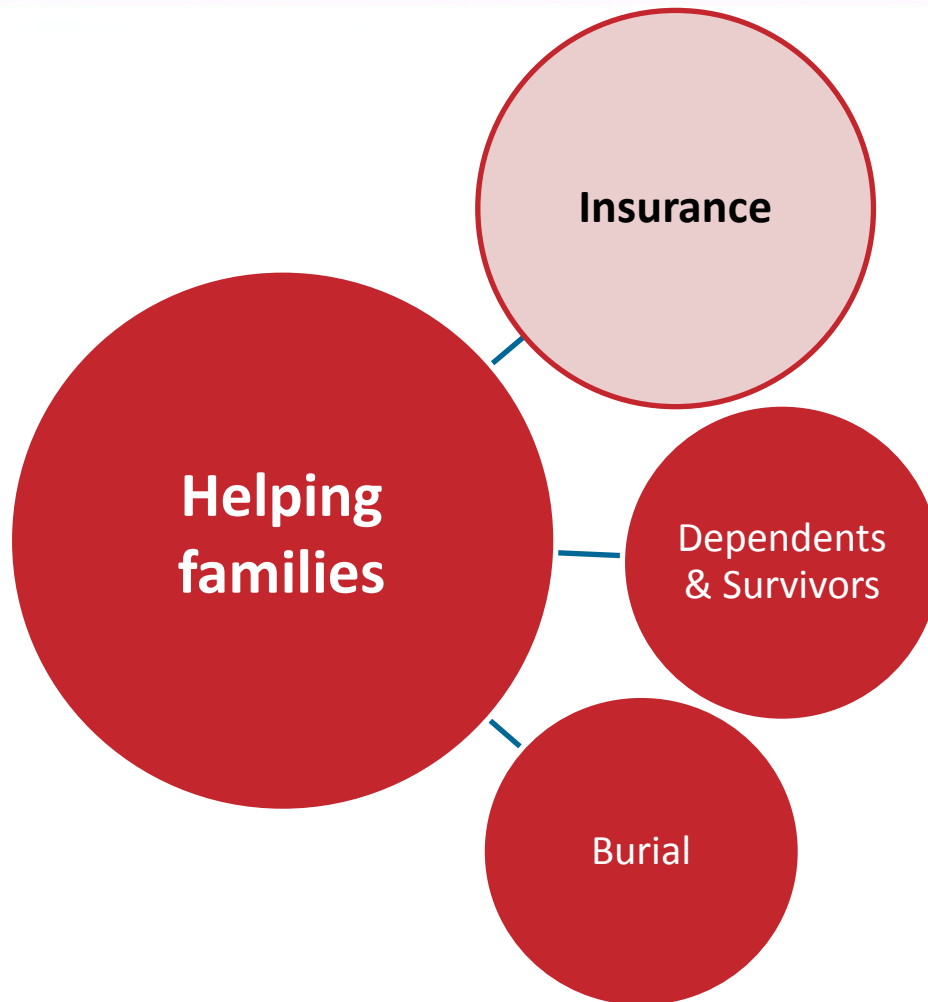 Insurance
Helping
families
Dependents
& Survivors
Burial